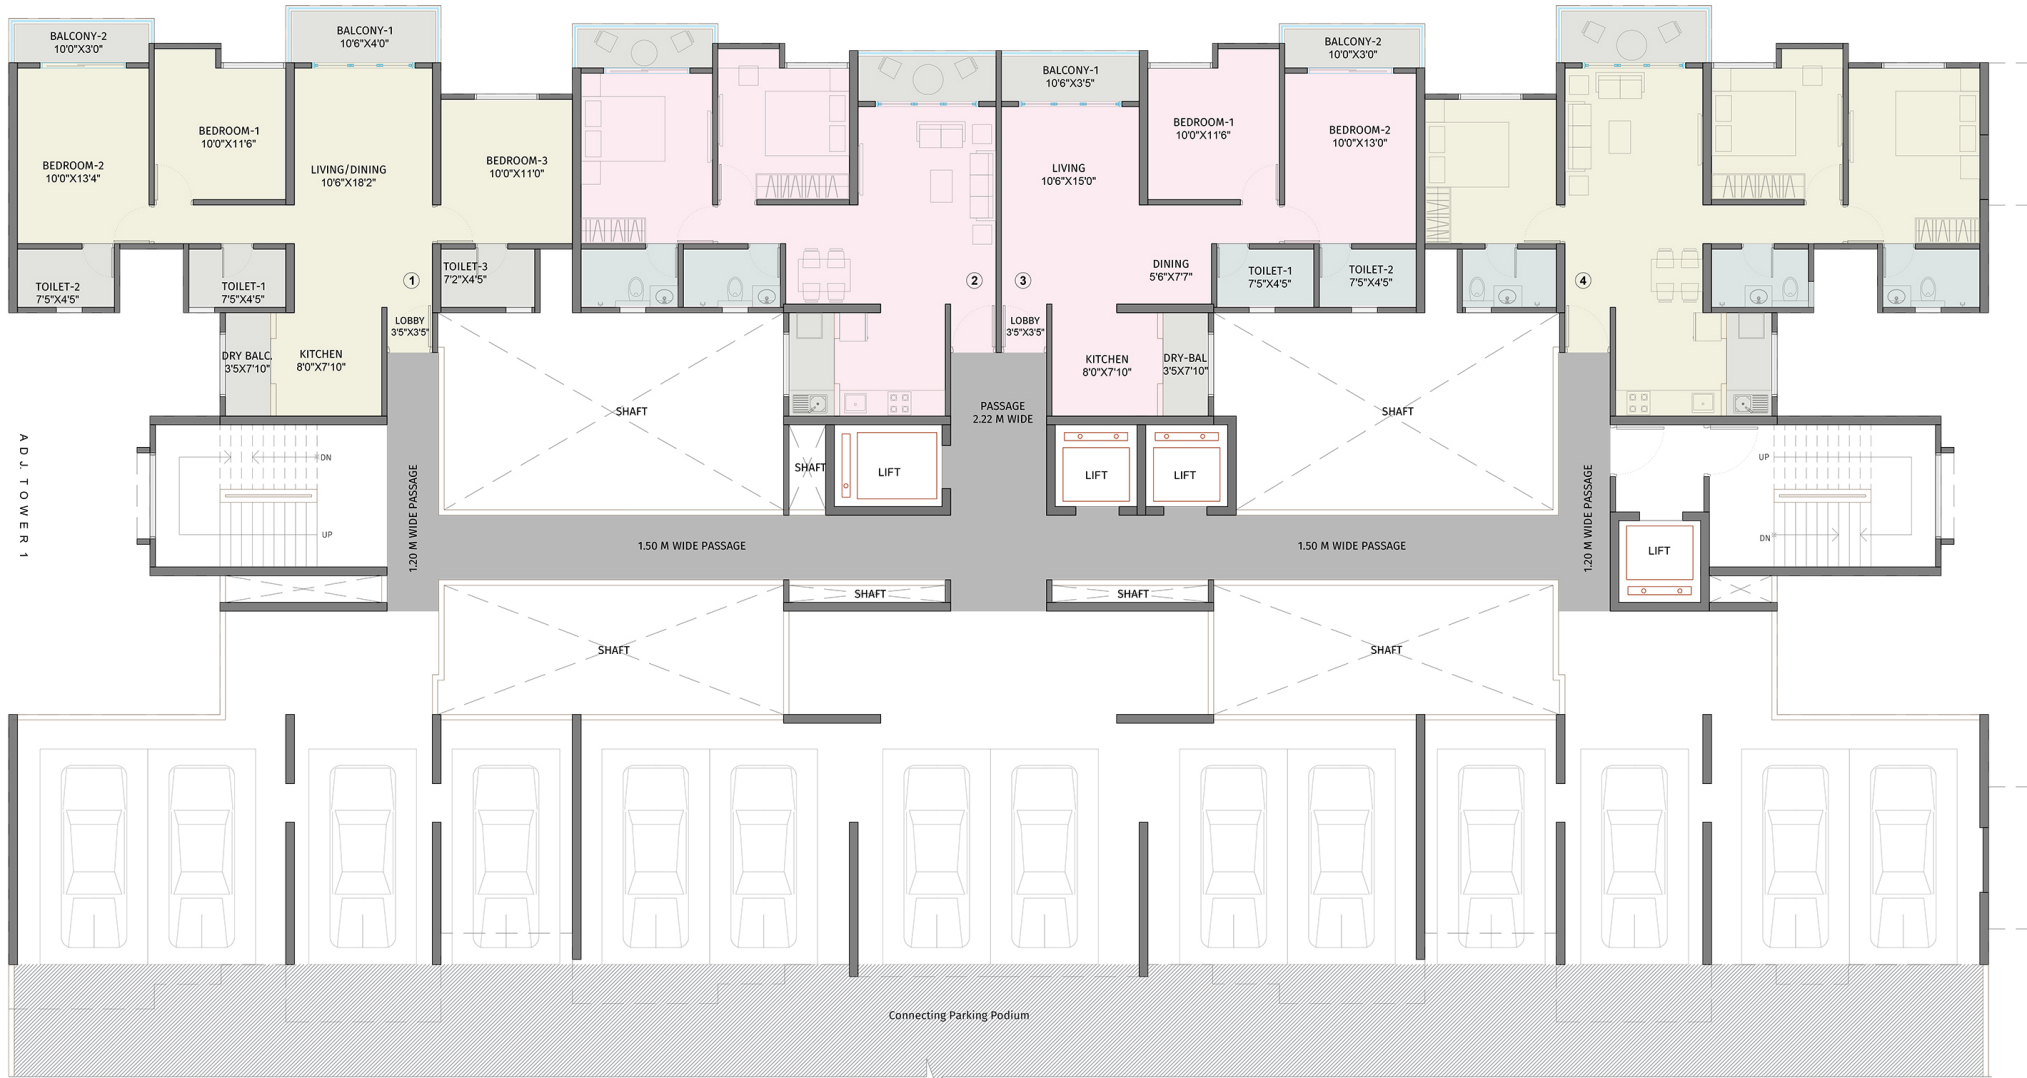 BALCONY-2
10'0"X3'0"
BALCONY-1
10'6"X4'0"
BEDROOM-2
10'0"X13'4"
BEDROOM-1
10'0"X11'6"
LIVING/DINING
10'6"X18'2"
BEDROOM-3
10'0"X11'0"
TOILET-2
7'5"X4'5"
TOILET-1
7'5"X4'5"
TOILET-3
7'2"X4'5"
1
LOBBY
3'5"X3'5"
DRY BALC.
3'5X7'10"
KITCHEN
8'0"X7'10"
2
BALCONY-1
10'6"X3'5"
BALCONY-2
10'0"X3'0"
BEDROOM-1
10'0"X11'6"
BEDROOM-2
10'0"X13'0"
LIVING
10'6"X15'0"
DINING
5'6"X7'7"
TOILET-1
7'5"X4'5"
TOILET-2
7'5"X4'5"
3
LOBBY
3'5"X3'5"
KITCHEN
8'0"X7'10"
DRY-BAL
3'5X7'10"
4
SHAFT
PASSAGE
2.22 M WIDE
SHAFT
ADJ. TOWER 1
DN
UP
1.20 M WIDE PASSAGE
SHAFT
LIFT
LIFT
LIFT
1.20 M WIDE PASSAGE
UP
DN
LIFT
1.50 M WIDE PASSAGE
1.50 M WIDE PASSAGE
SHAFT
SHAFT
SHAFT
SHAFT
Connecting Parking Podium